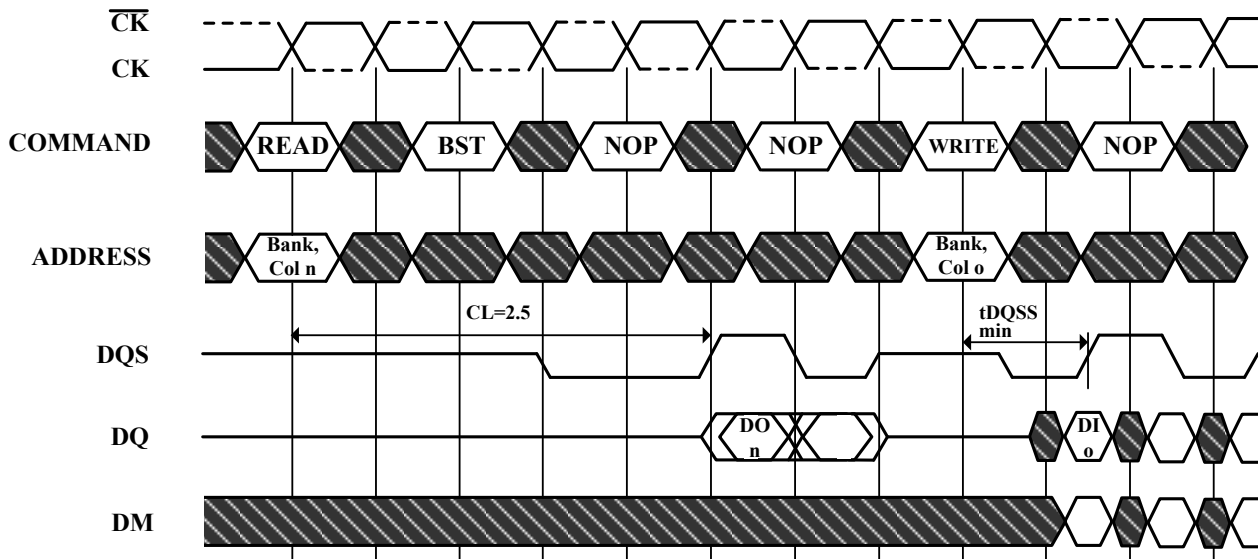 CK
CK
COMMAND
READ
BST
NOP
NOP
WRITE
NOP
ADDRESS
Bank,
Col n
Bank,
Col o
CL=2.5
tDQSS
min
DQS
DQ
DO
n
DI
o
DM